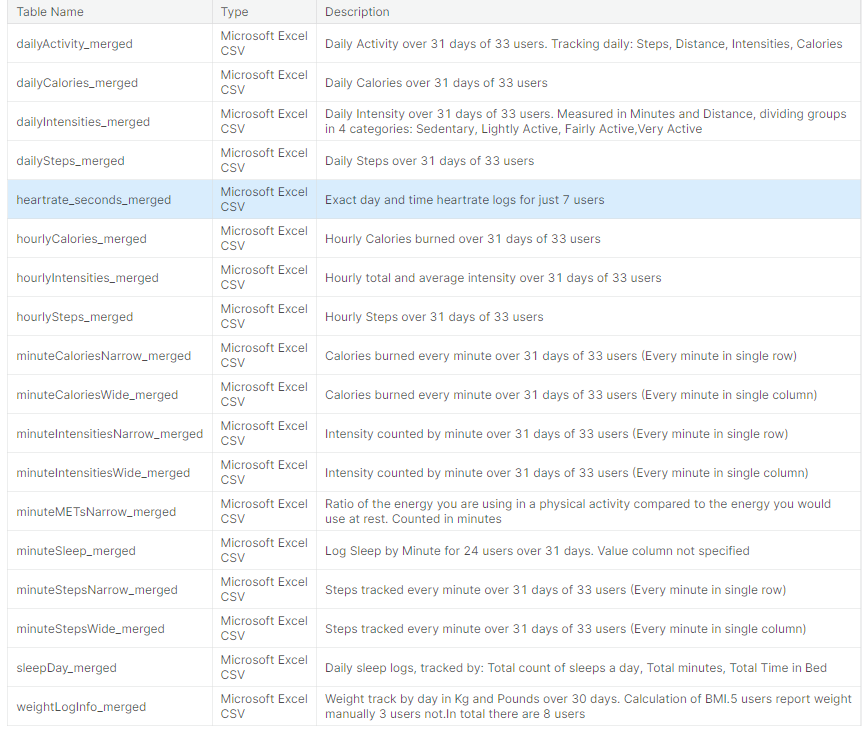 Table Name Type Description
dailyActivity_merged Microsoft Excel CSV Daily Activity over 31 days of 33 users. Tracking daily: Steps, Distance, Intensities, Calories
dailyCalories_merged Microsoft Excel CSV Daily Calories over 31 days of 33 users
dailyIntensities_merged Microsoft Excel CSV Daily Intensity over 31 days of 33 users. Measured in Minutes and Distance, dividing groups in 4 categories: Sedentary, Lightly Active, Fairly Active,Very Active
dailySteps_merged Microsoft Excel CSV Daily Steps over 31 days of 33 users
heartrate_seconds_merged Microsoft Excel CSV Exact day and time heartrate logs for just 7 users
hourlyCalories_merged Microsoft Excel CSV Hourly Calories burned over 31 days of 33 users
hourlyIntensities_merged Microsoft Excel CSV Hourly total and average intensity over 31 days of 33 users
hourlySteps_merged Microsoft Excel CSV Hourly Steps over 31 days of 33 users
minuteCaloriesNarrow_merged Microsoft Excel CSV Calories burned every minute over 31 days of 33 users (Every minute in single row)
minuteCaloriesWide_merged Microsoft Excel CSV Calories burned every minute over 31 days of 33 users (Every minute in single column)
minuteIntensitiesNarrow_merged Microsoft Excel CSV Intensity counted by minute over 31 days of 33 users (Every minute in single row)
minuteIntensitiesWide_merged Microsoft Excel CSV Intensity counted by minute over 31 days of 33 users (Every minute in single column)
minuteMETsNarrow_merged Microsoft Excel CSV Ratio of the energy you are using in a physical activity compared to the energy you would use at rest. Counted in minutes
minuteSleep_merged Microsoft Excel CSV Log Sleep by Minute for 24 users over 31 days. Value column not specified
minuteStepsNarrow_merged Microsoft Excel CSV Steps tracked every minute over 31 days of 33 users (Every minute in single row)
minuteStepsWide_merged Microsoft Excel CSV Steps tracked every minute over 31 days of 33 users (Every minute in single column)
sleepDay_merged Microsoft Excel CSV Daily sleep logs, tracked by: Total count of sleeps a day, Total minutes, Total Time in Bed
weightLogInfo_merged Microsoft Excel CSV Weight track by day in Kg and Pounds over 30 days. Calculation of BMI.5 users report weight manually 3 users not.In total there are 8 users